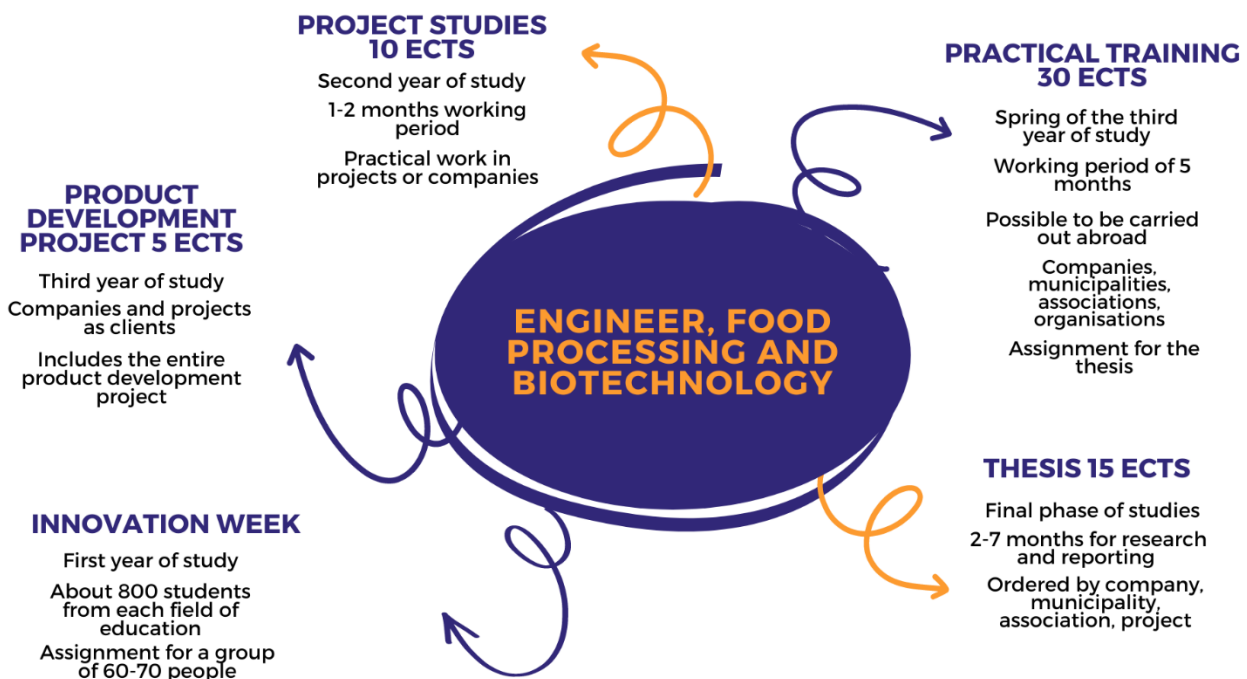 PROJECT STUDIES
10 ECTS
Second year of study
1-2 months working
period
Practical work in
projects or companies
PRACTICAL TRAINING
30 ECTS
Spring of the third
year of study
Working period of 5
months
Possible to be carried
out abroad
Companies,
municipalities,
associations,
organisations
Assignment for the
thesis
PRODUCT
DEVELOPMENT
PROJECT 5 ECTS
Third year of study
Companies and projects
as clients
Includes the entire
product development
project
ENGINEER, FOOD
PROCESSING AND
BIOTECHNOLOGY
INNOVATION WEEK
First year of study
About 800 students
from each field of
education
Assignment for a group
of 60-70 people
THESIS 15 ECTS
Final phase of studies
2-7 months for research
and reporting
Ordered by company,
municipality,
association, project